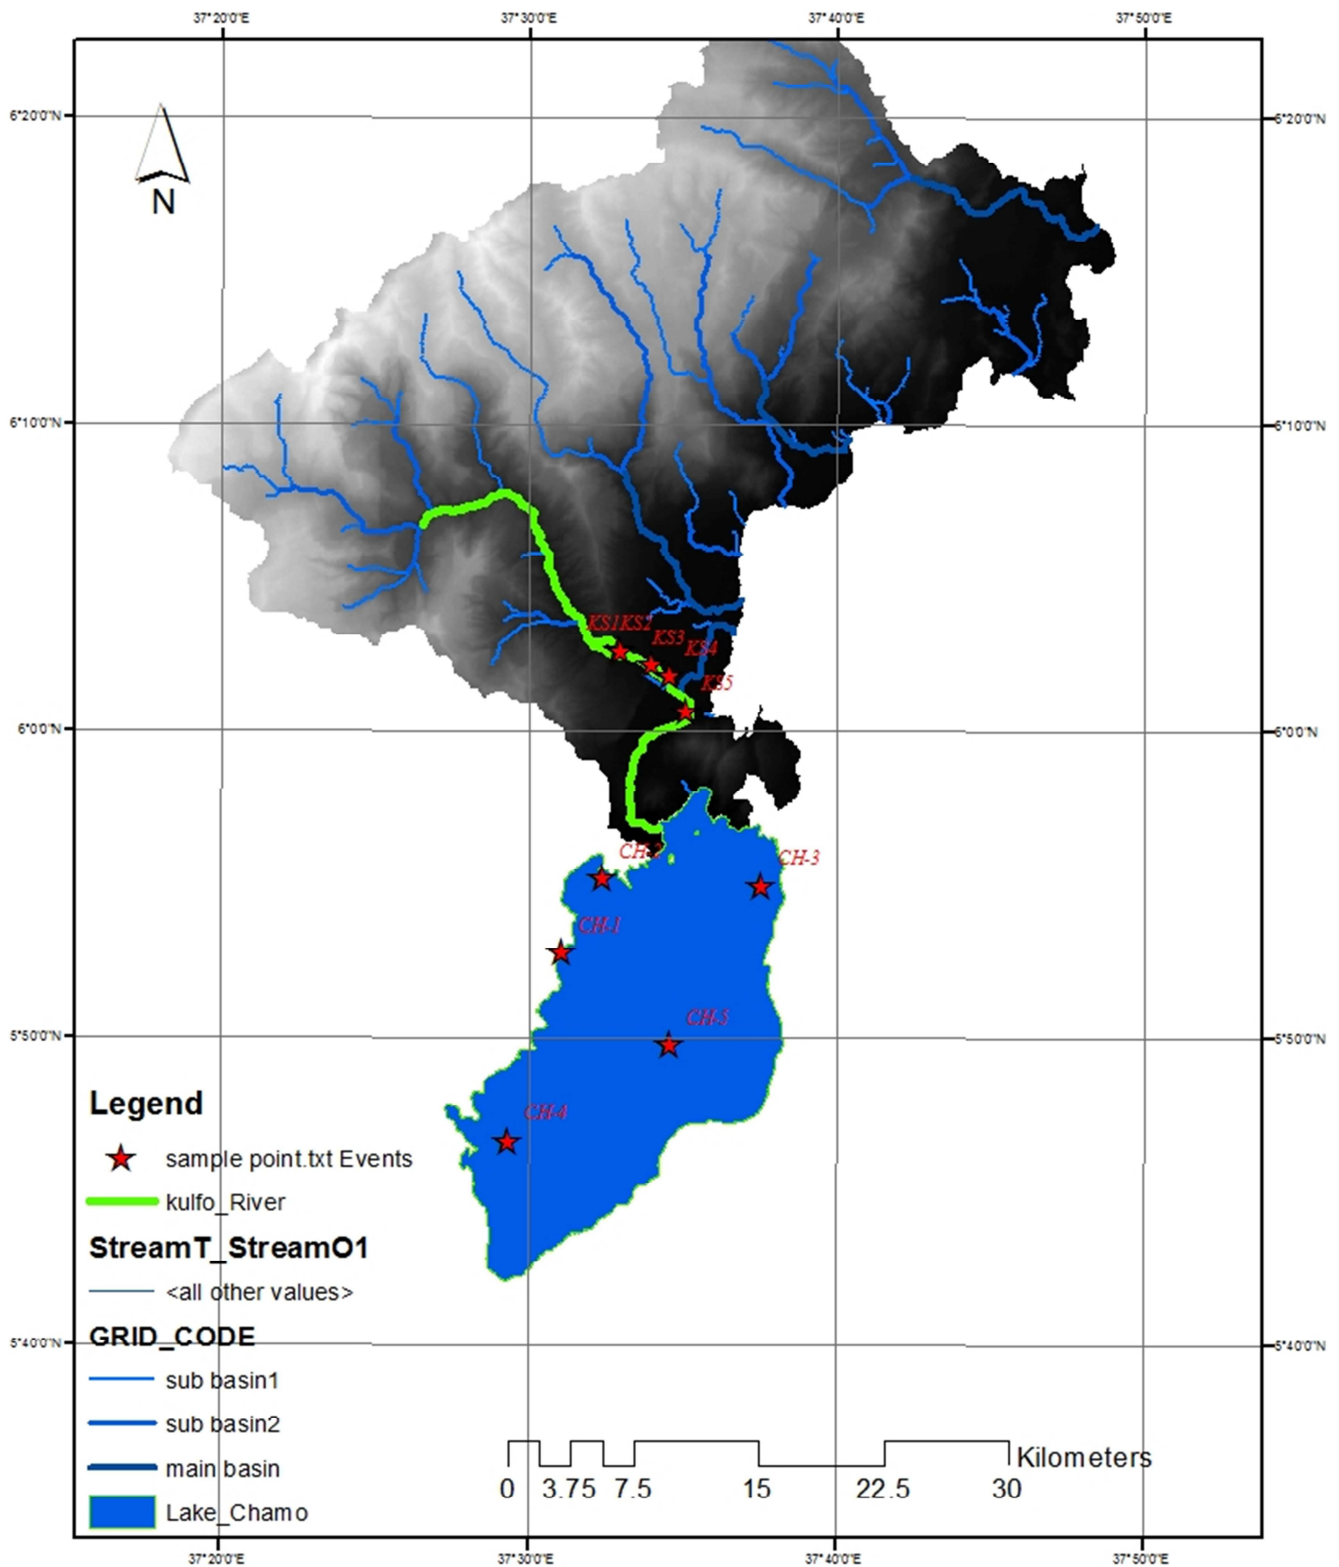 37°20'0"E 37°30'0"E 37°40'0"E 37°50'0"E
6°20'0"N 6°20'0"N
N
6°10'0"N 6°10'0"N
KS1 KS2
KS3
KS4
KS5
6°0'0"N 6°0'0"N
CH-2 CH-3
CH-1
CH-5
5°50'0"N 5°50'0"N
Legend
CH-4
sample point.txt Events
kulfo_River
StreamT_StreamO1
<all other values>
GRID_CODE
5°40'0"N 5°40'0"N
sub basin1
sub basin2
main basin
Kilometers
0 3.75 7.5 15 22.5 30
Lake_Chamo
37°20'0"E 37°30'0"E 37°40'0"E 37°50'0"E